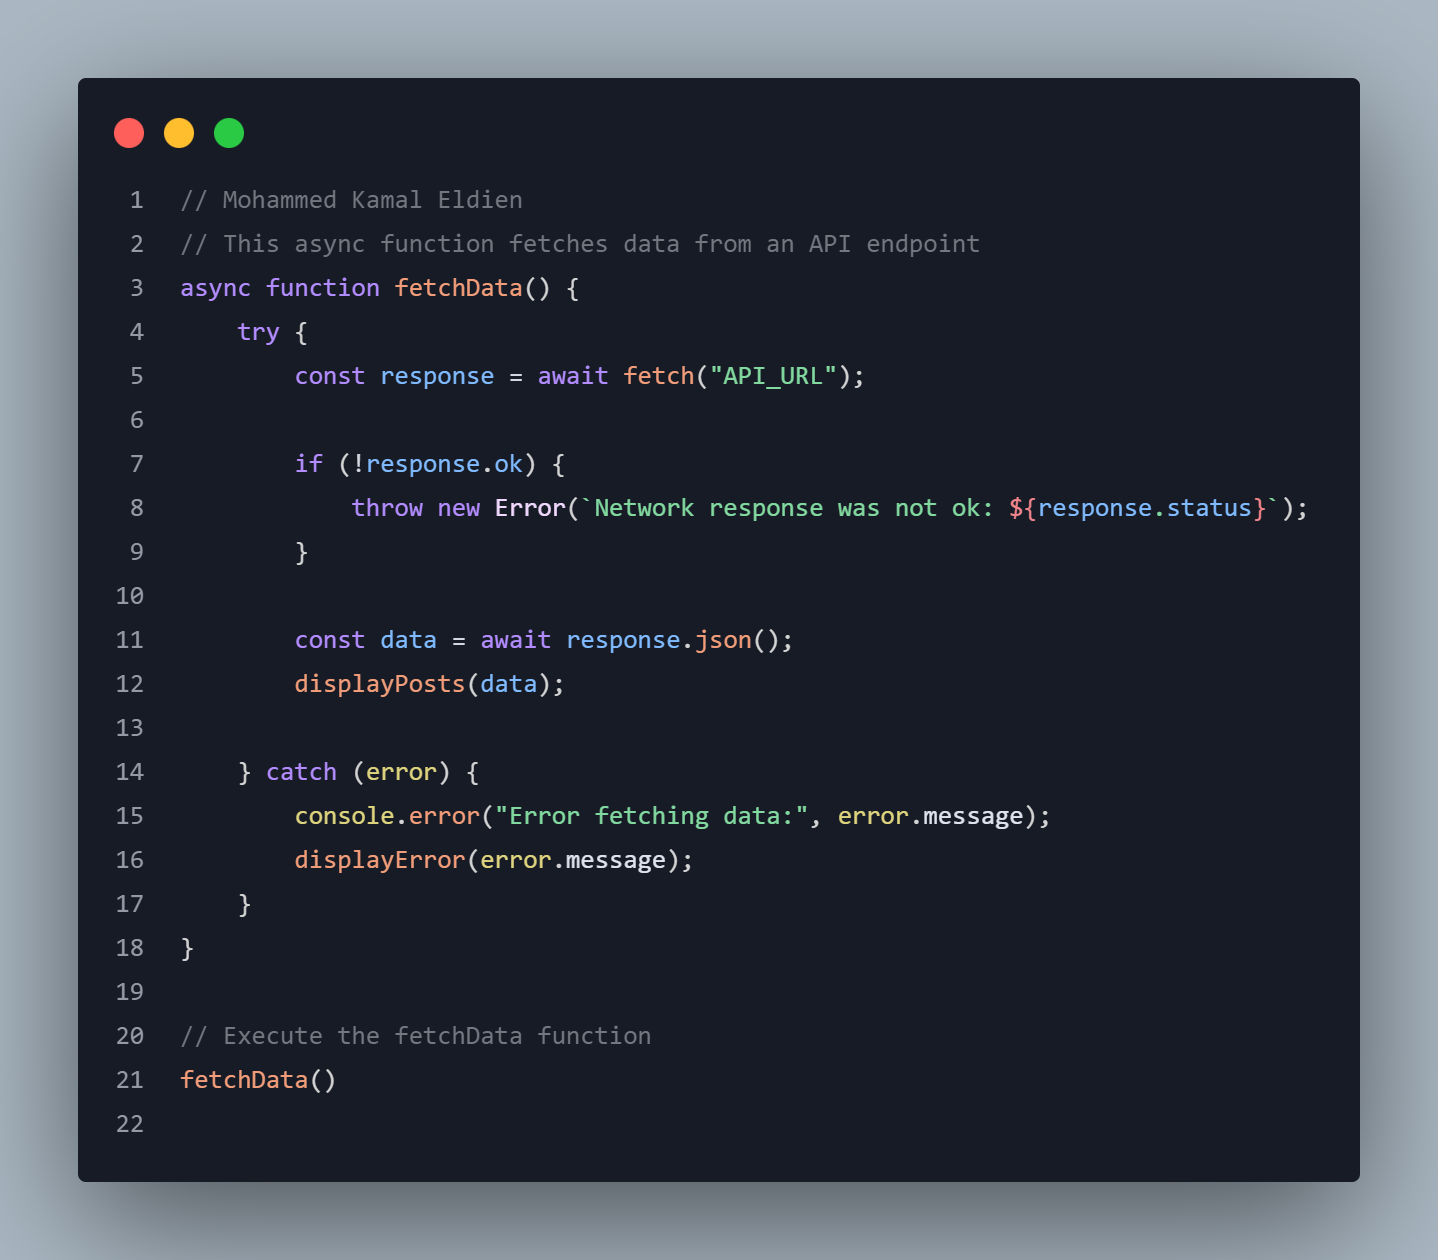 1 // Mohammed Kamal Eldien
2 // This async function fetches data from an API endpoint
3 async function fetchData() {
4     try {
5         const response = await fetch("API_URL");
6
7         if (!response.ok) {
8             throw new Error(`Network response was not ok: ${response.status}`);
9         }
10
11         const data = await response.json();
12         displayPosts(data);
13
14     } catch (error) {
15         console.error("Error fetching data:", error.message);
16         displayError(error.message);
17     }
18 }
19
20 // Execute the fetchData function
21 fetchData()
22